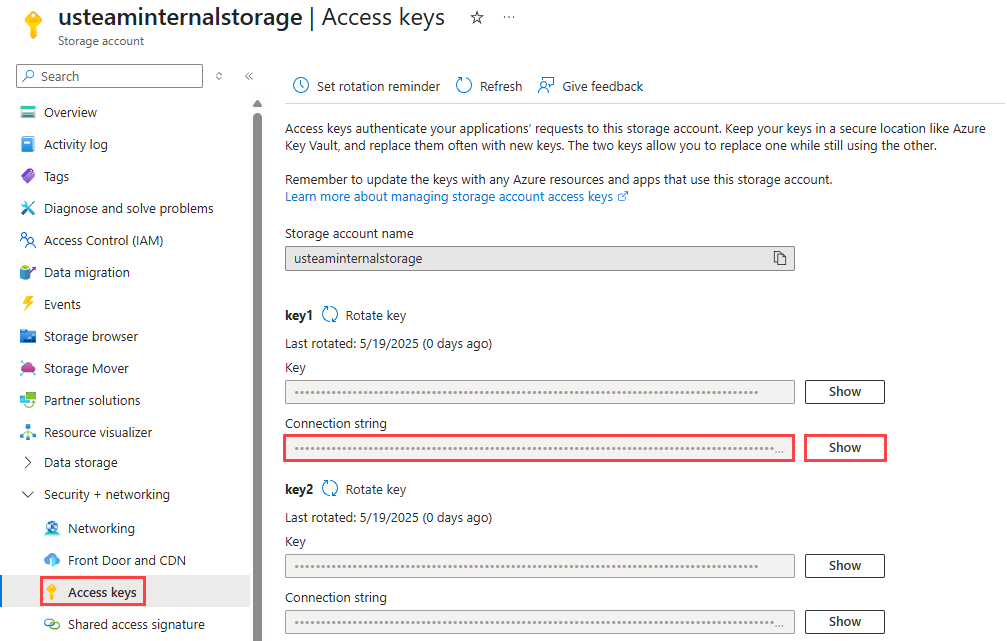 usteaminternalstorage | Access keys ☆ ...
Storage account
Search
Overview
Activity log
Tags
Diagnose and solve problems
Access Control (IAM)
Data migration
Events
Storage browser
Storage Mover
Partner solutions
Resource visualizer
Data storage
Security + networking
Networking
Front Door and CDN
Access keys
Shared access signature
Set rotation reminder Refresh Give feedback
Access keys authenticate your applications' requests to this storage account. Keep your keys in a secure location like Azure
Key Vault, and replace them often with new keys. The two keys allow you to replace one while still using the other.
Remember to update the keys with any Azure resources and apps that use this storage account.
Learn more about managing storage account access keys
Storage account name
usteaminternalstorage
key1 Rotate key
Last rotated: 5/19/2025 (0 days ago)
Key
Show
Connection string
Show
key2 Rotate key
Last rotated: 5/19/2025 (0 days ago)
Key
Show
Connection string
Show